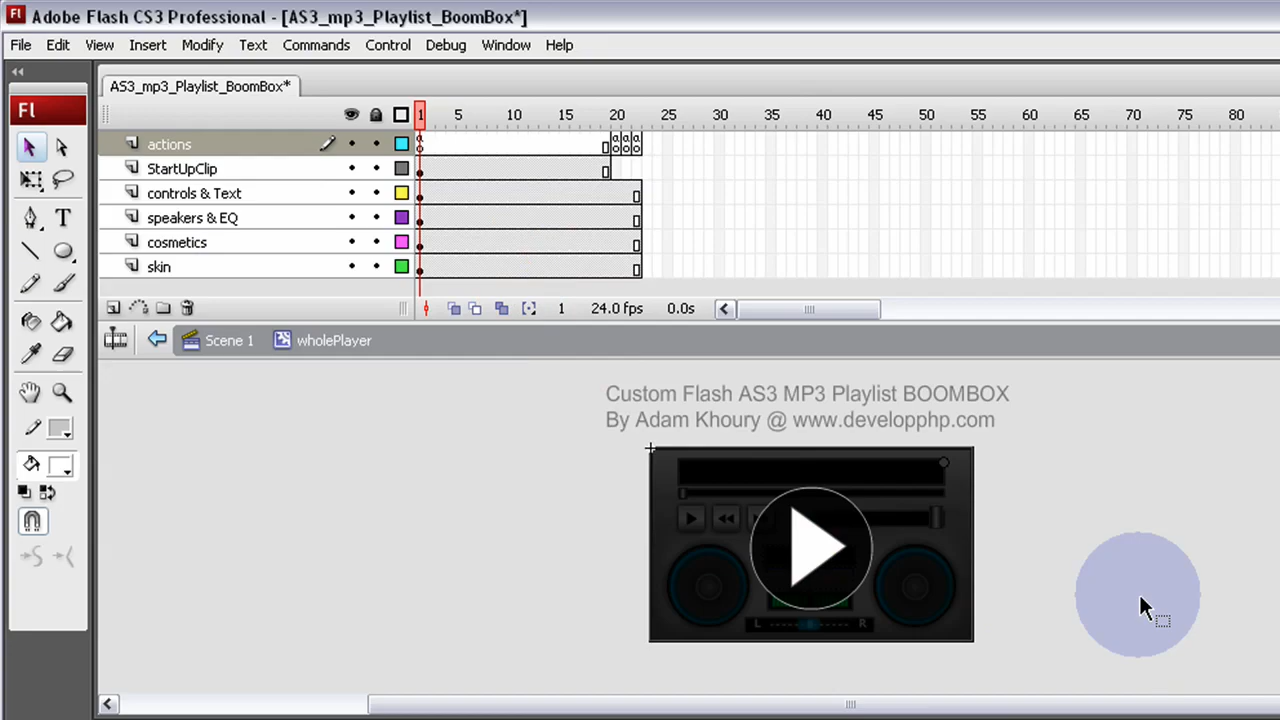 Fl Adobe Flash CS3 Professional - [AS3_mp3_Playlist_BoomBox*]
File Edit View Insert Modify Text Commands Control Debug Window Help
AS3_mp3_Playlist_BoomBox*
Fl
1 5 10 15 20 25 30 35 40 45 50 55 60 65 70 75 80
actions
a a a a
StartUpClip
controls & Text
speakers & EQ
cosmetics
skin
1 24.0 fps 0.0s
Scene 1 wholePlayer
Custom Flash AS3 MP3 Playlist BOOMBOX
By Adam Khoury @ www.developphp.com
T
L R